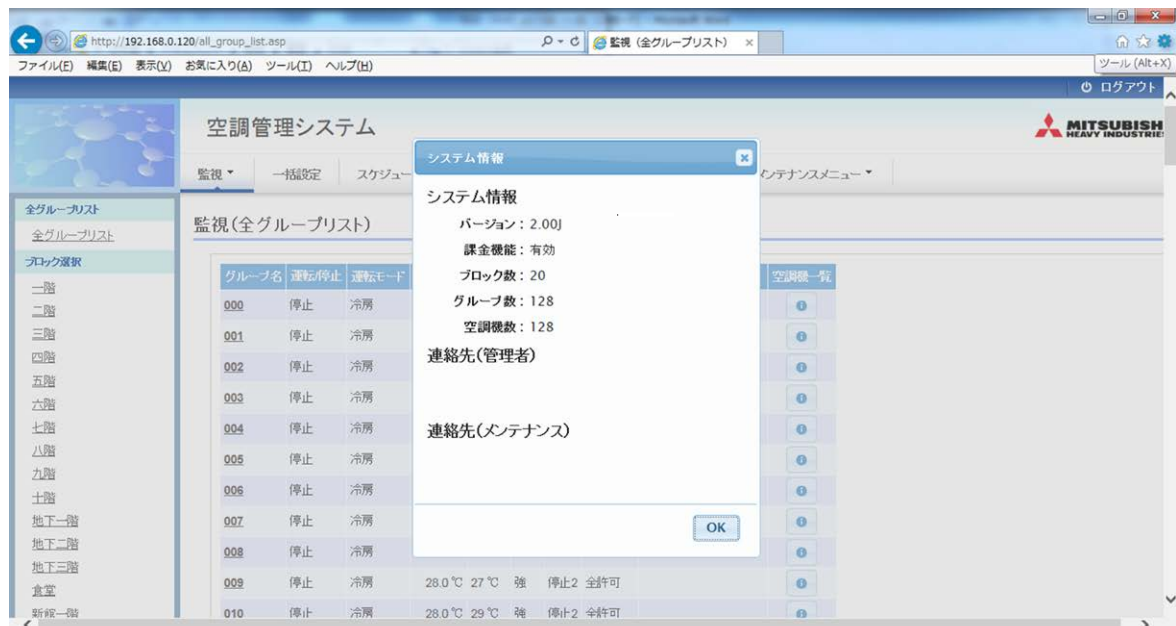 http://192.168.0.120/all_group_list.asp
監視（全グループリスト） ×
ファイル(F) 編集(E) 表示(V) お気に入り(A) ツール(T) ヘルプ(H)
ツール (Alt+X)
ログアウト
空調管理システム
MITSUBISH
HEAVY INDUSTRIE
監視 一括設定 スケジュー
ンテナンスメニュー
全グループリスト
全グループリスト
ブロック選択
一階
二階
三階
四階
五階
六階
七階
八階
九階
十階
地下一階
地下二階
地下三階
食堂
新館一階
監視(全グループリスト)
グループ名 運転/停止 運転モード 空調機一覧
000 停止 冷房
001 停止 冷房
002 停止 冷房
003 停止 冷房
004 停止 冷房
005 停止 冷房
006 停止 冷房
007 停止 冷房
008 停止 冷房
009 停止 冷房 28.0℃ 27℃ 強 停止2 全許可
010 停止 冷房 28.0℃ 29℃ 強 停止2 全許可
システム情報
システム情報
バージョン : 2.00J
課金機能 : 有効
ブロック数 : 20
グループ数 : 128
空調機数 : 128
連絡先(管理者)
連絡先(メンテナンス)
OK